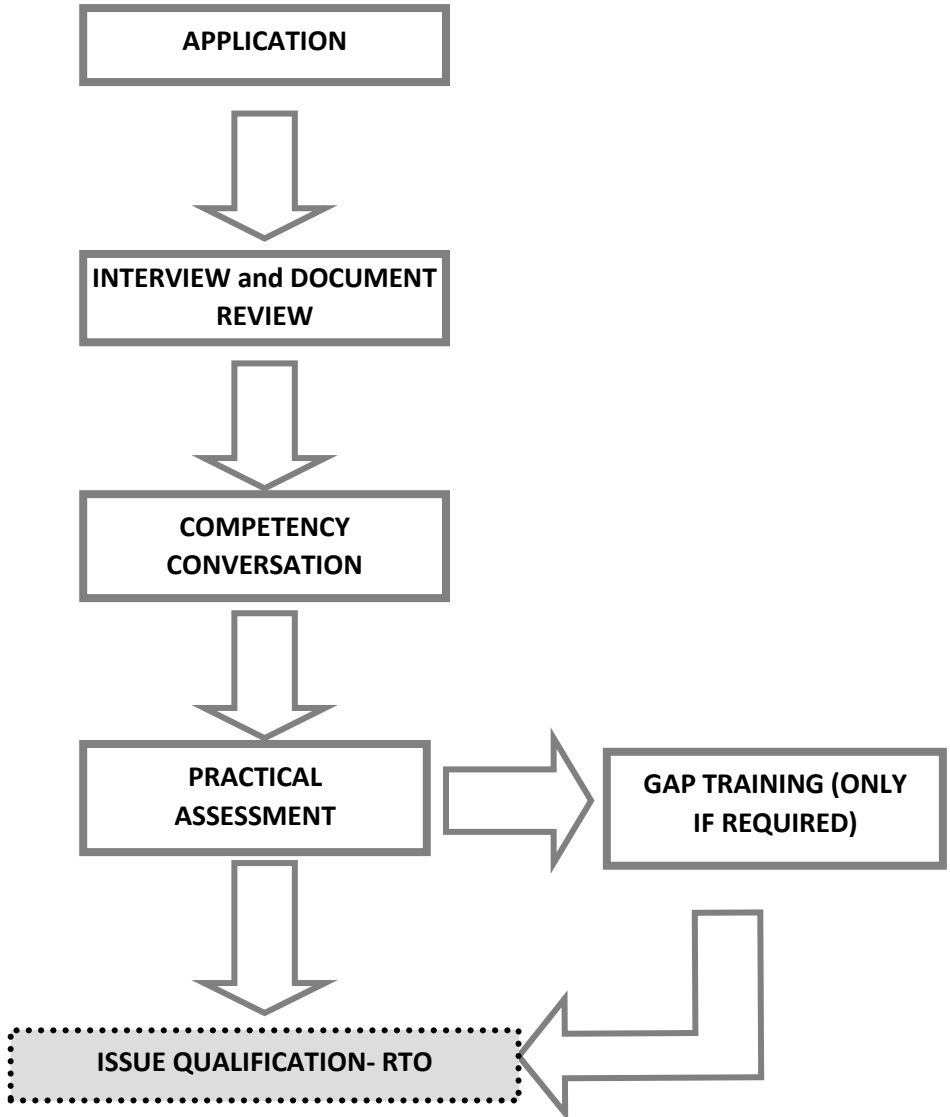 APPLICATION
INTERVIEW and DOCUMENT
REVIEW
COMPETENCY
CONVERSATION
PRACTICAL
ASSESSMENT
GAP TRAINING (ONLY
IF REQUIRED)
ISSUE QUALIFICATION- RTO